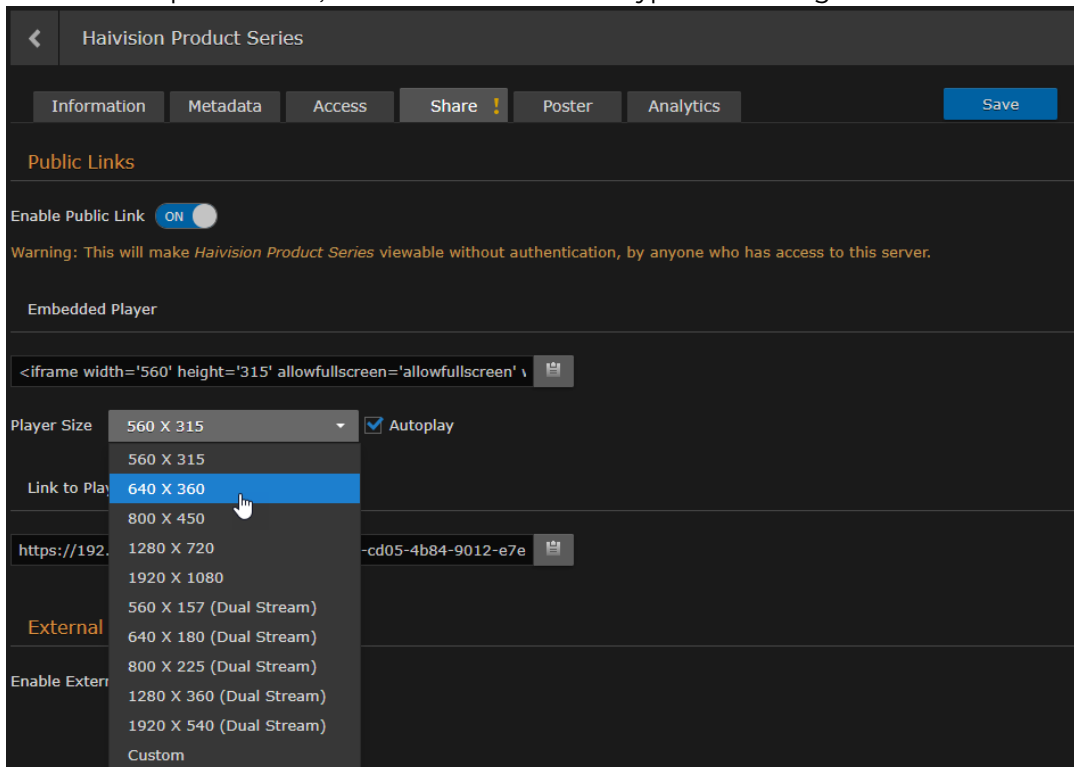 Haivision Product Series
Information Metadata Access Share ! Poster Analytics Save
Public Links
Enable Public Link ON
Warning: This will make Haivision Product Series viewable without authentication, by anyone who has access to this server.
Embedded Player
<iframe width='560' height='315' allowfullscreen='allowfullscreen'
Player Size 560 X 315 Autoplay
560 X 315
Link to 640 X 360
800 X 450
https://192. 1280 X 720 -cd05-4b84-9012-e7e
1920 X 1080
560 X 157 (Dual Stream)
External 640 X 180 (Dual Stream)
800 X 225 (Dual Stream)
Enable 1280 X 360 (Dual Stream)
1920 X 540 (Dual Stream)
Custom